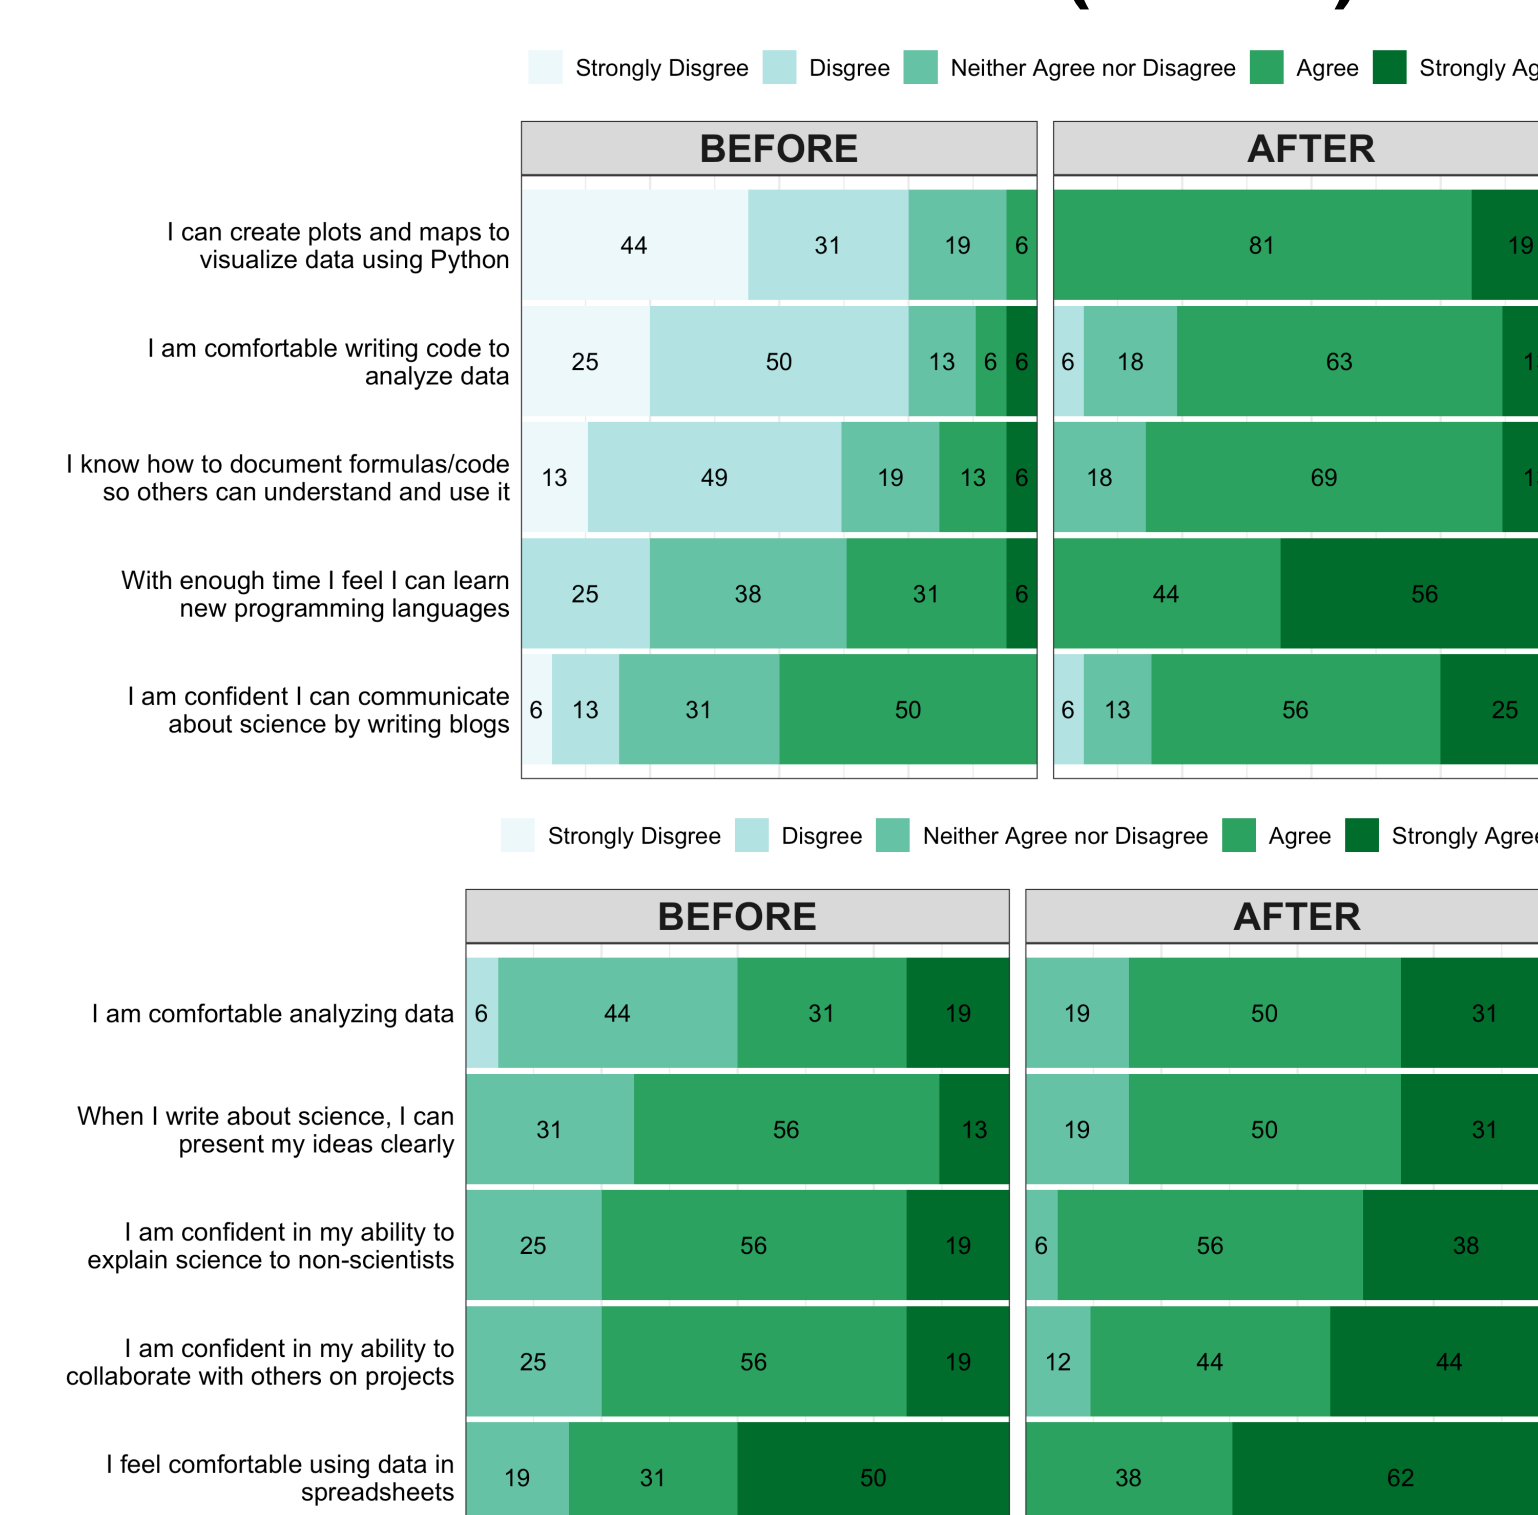 Strongly Disgree Disgree Neither Agree nor Disagree Agree Strongly
BEFORE AFTER
I can create plots and maps to
visualize data using Python
44 31 19 6 81 19
I am comfortable writing code to
analyze data
25 50 13 6 6 6 18 63
I know how to document formulas/code
so others can understand and use it
13 49 19 13 6 18 69
With enough time I feel I can learn
new programming languages
25 38 31 6 44 56
I am confident I can communicate
about science by writing blogs
6 13 31 50 6 13 56 25
Strongly Disgree Disgree Neither Agree nor Disagree Agree Strongly Agree
BEFORE AFTER
I am comfortable analyzing data
6 44 31 19 19 50 31
When I write about science, I can
present my ideas clearly
31 56 13 19 50 31
I am confident in my ability to
explain science to non-scientists
25 56 19 6 56 38
I am confident in my ability to
collaborate with others on projects
25 56 19 12 44 44
I feel comfortable using data in
spreadsheets
19 31 50 38 62